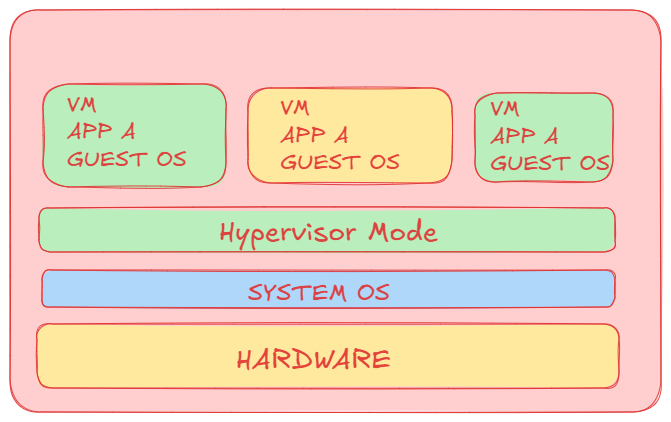 VM
APP A
GUEST OS
VM
APP A
GUEST OS
VM
APP A
GUEST OS
Hypervisor Mode
SYSTEM OS
HARDWARE